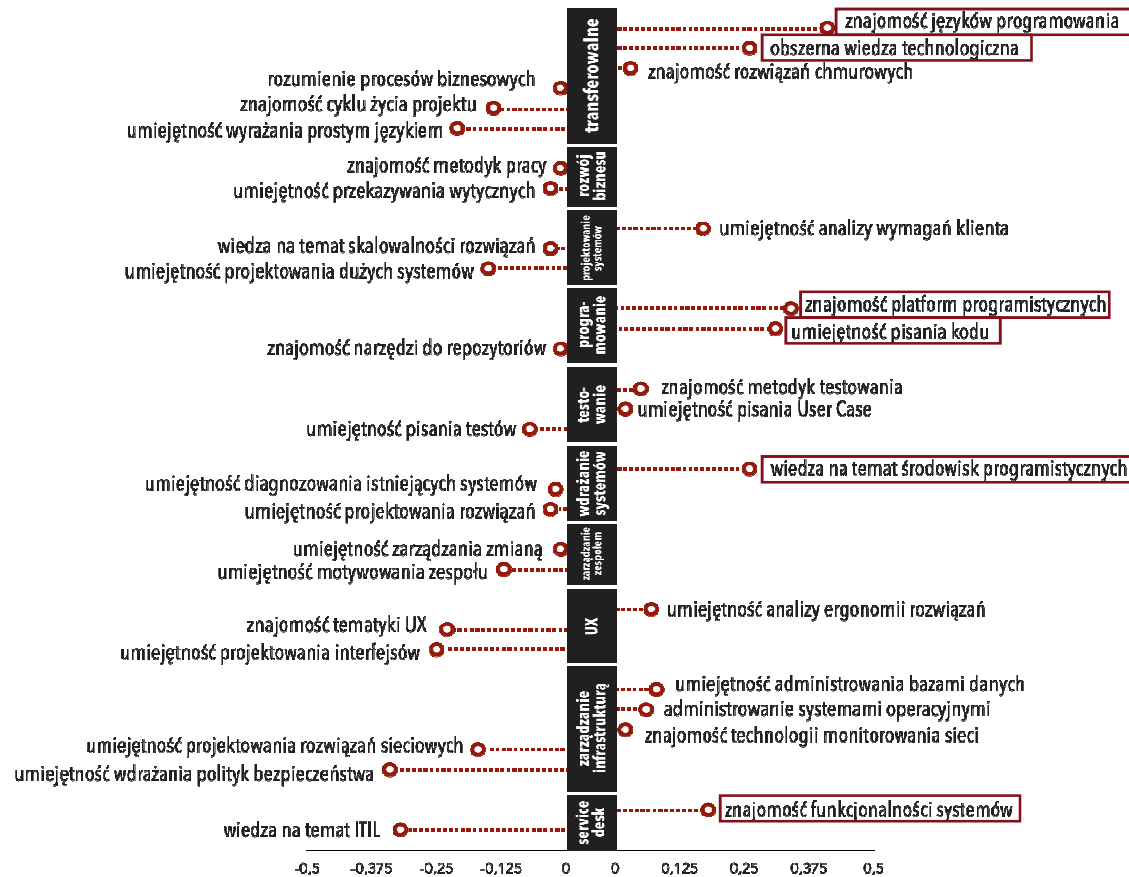 znajomość języków programowania
obszerna wiedza technologiczna
znajomość rozwiązań chmurowych
rozumienie procesów biznesowych
znajomość cyklu życia projektu
umiejętność wyrażania prostym językiem
transferowalne
znajomość metodyk pracy
umiejętność przekazywania wytycznych
rozwój
biznesu
umiejętność analizy wymagań klienta
wiedza na temat skalowalności rozwiązań
umiejętność projektowania dużych systemów
projektowanie
systemów
znajomość platform programistycznych
umiejętność pisania kodu
znajomość narzędzi do repozytoriów
progra-
mowanie
znajomość metodyk testowania
umiejętność pisania User Case
umiejętność pisania testów
testo-
wanie
wiedza na temat środowisk programistycznych
umiejętność diagnozowania istniejących systemów
umiejętność projektowania rozwiązań
wdrażanie
systemów
umiejętność zarządzania zmianą
umiejętność motywowania zespołu
zarządzanie
zespołem
umiejętność analizy ergonomii rozwiązań
znajomość tematyki UX
umiejętność projektowania interfejsów
UX
umiejętność administrowania bazami danych
administrowanie systemami operacyjnymi
znajomość technologii monitorowania sieci
umiejętność projektowania rozwiązań sieciowych
umiejętność wdrażania polityk bezpieczeństwa
zarządzanie
infrastrukturą
znajomość funkcjonalności systemów
wiedza na temat ITIL
service
desk
-0,5 -0,375 -0,25 -0,125 0 0 0,125 0,25 0,375 0,5